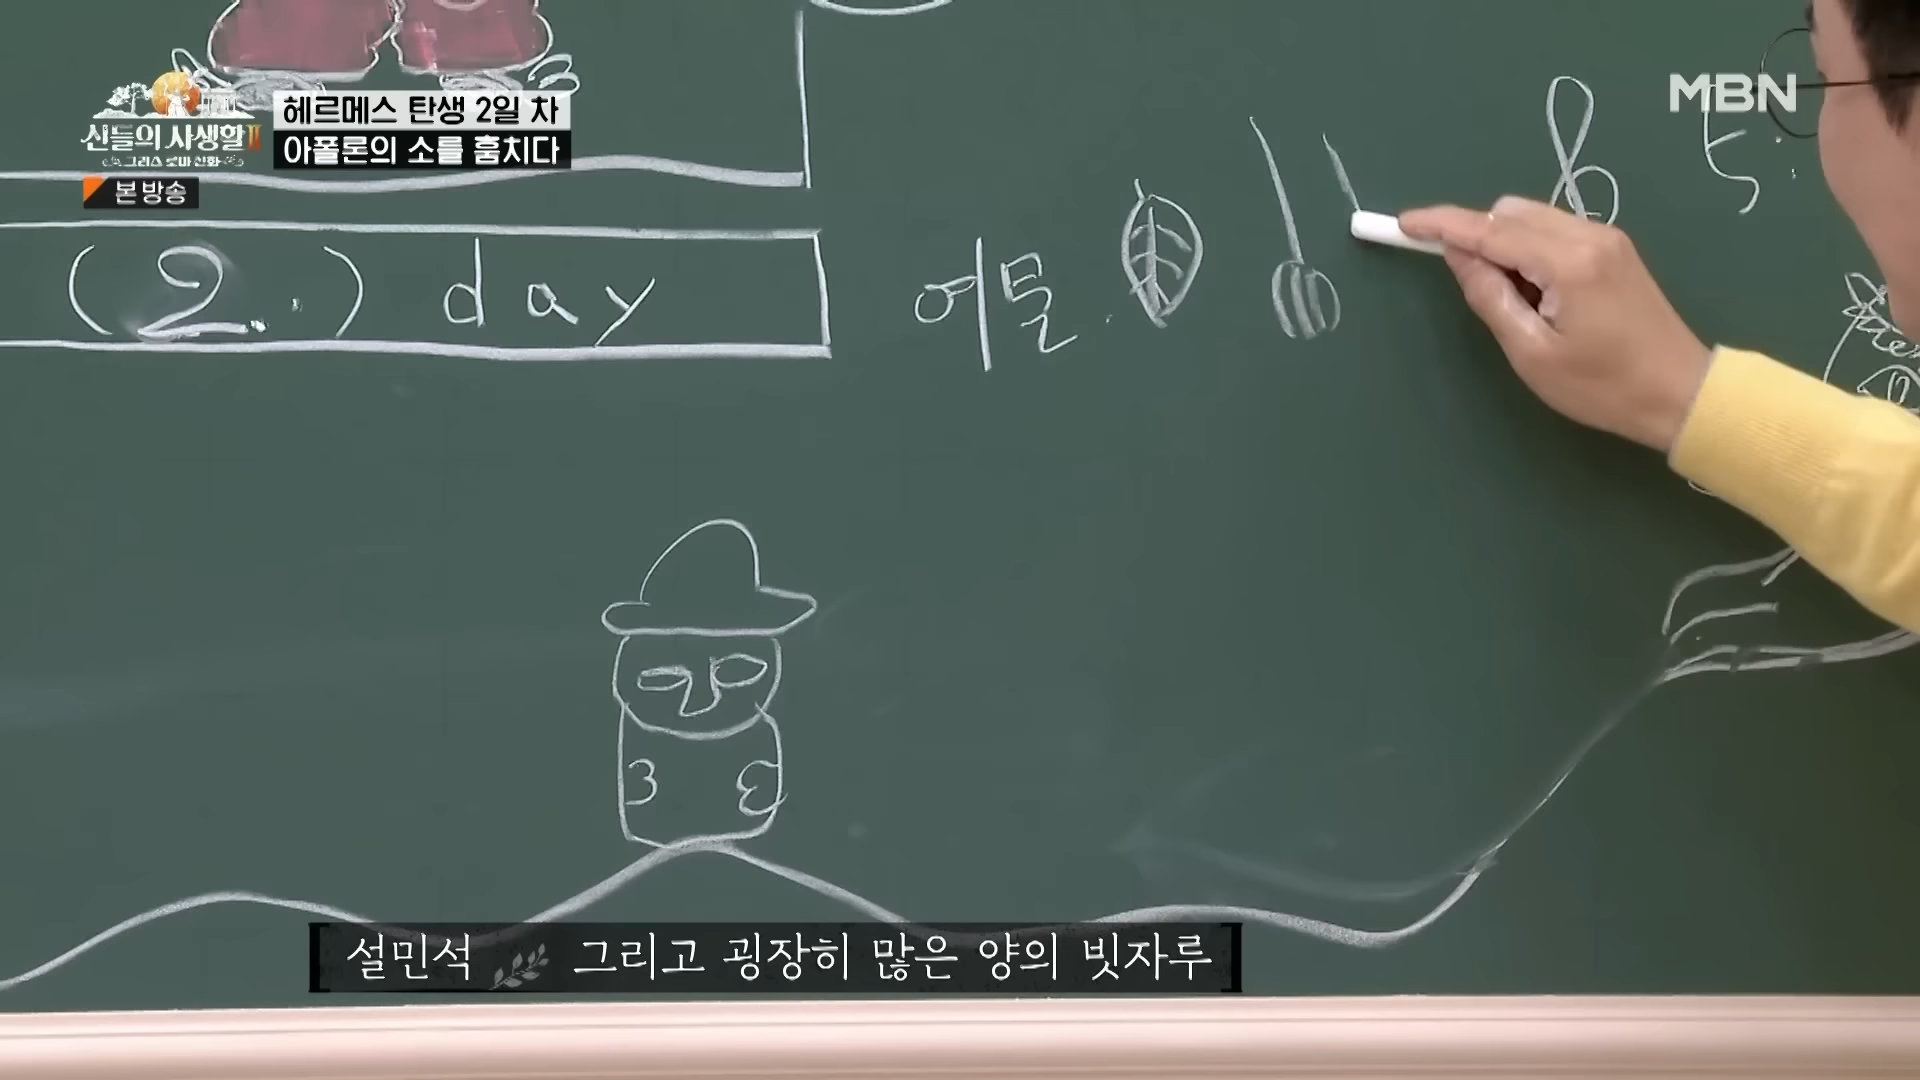 신들의 사생활 II
그리스 로마 신화
헤르메스 탄생 2일 차
아폴론의 소를 훔치다
본 방송
MBN
(2.) day
설민석 그리고 굉장히 많은 양의 빗자루